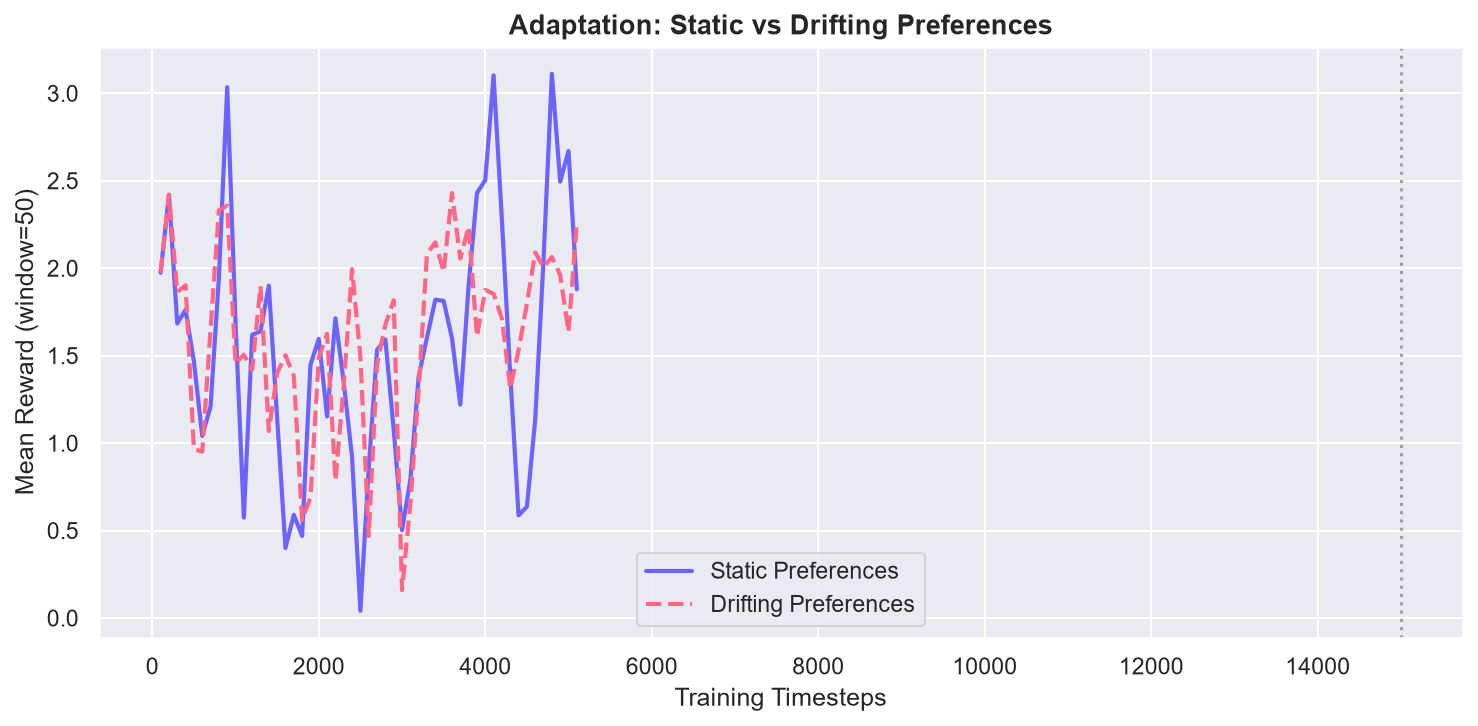 Adaptation: Static vs Drifting Preferences
Mean Reward (window=50)
3.0
2.5
2.0
1.5
1.0
0.5
0.0
Static Preferences
Drifting Preferences
0 2000 4000 6000 8000 10000 12000 14000
Training Timesteps